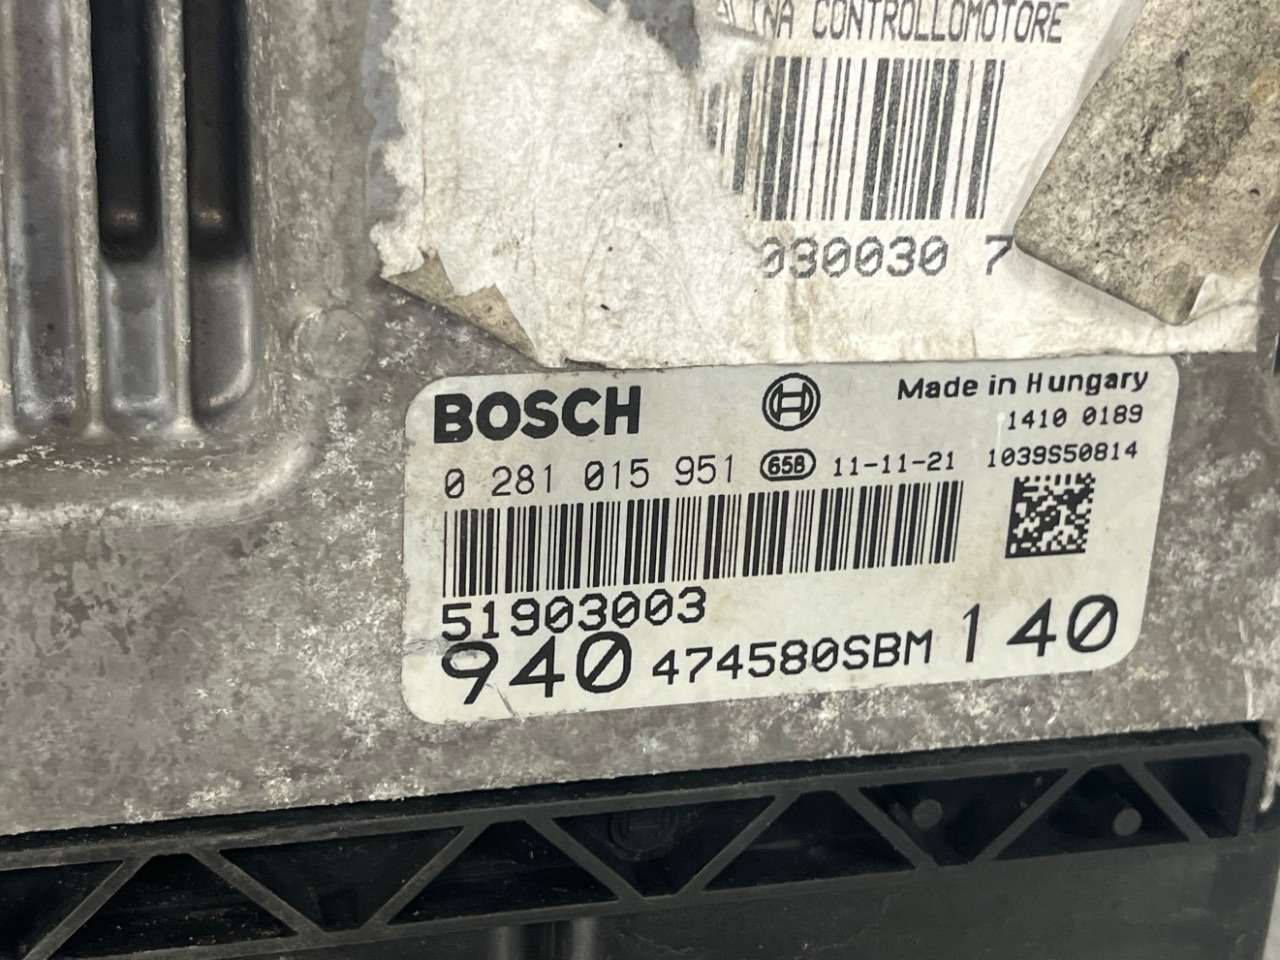 CONTROLLOMOTORE
030030 7
BOSCH
Made in Hungary
1410 0189
0 281 015 951 65B 11-11-21 1039S50814
51903003
940 474580SBM 140